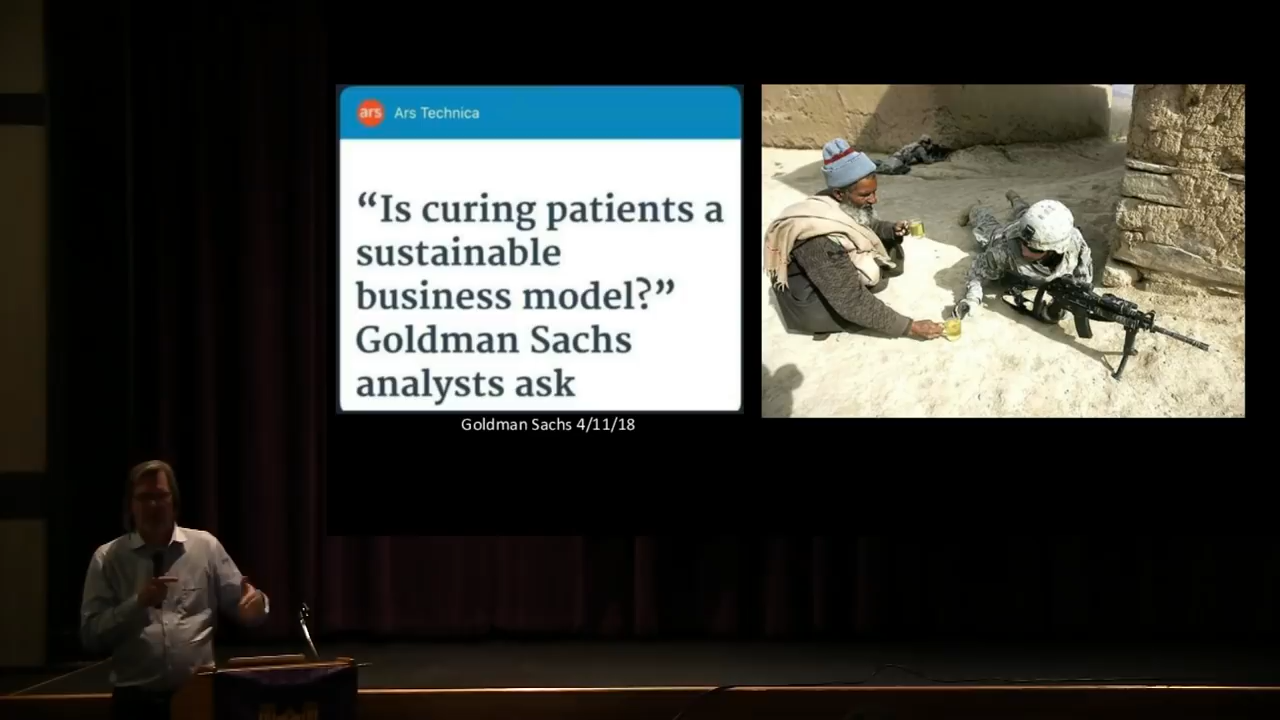 ars Ars Technica
“Is curing patients a
sustainable
business model?”
Goldman Sachs
analysts ask
Goldman Sachs 4/11/18